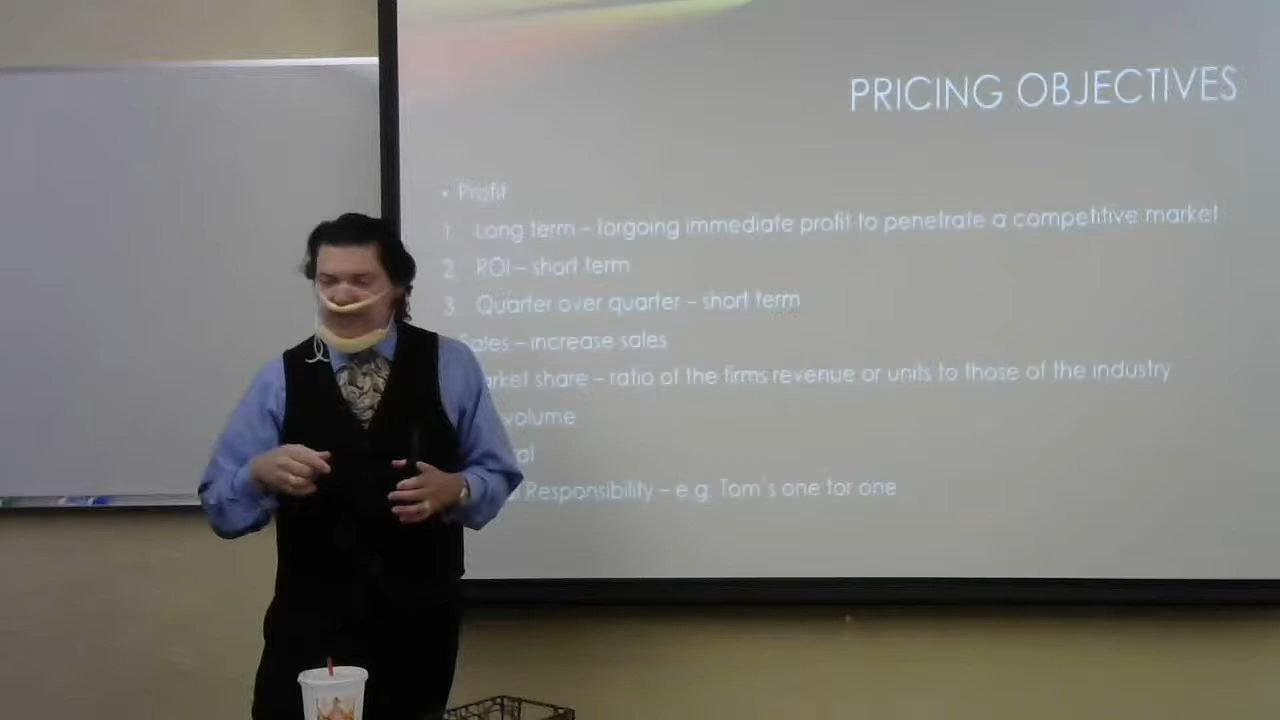 PRICING OBJECTIVES
• Profit
1. Long term – forgoing immediate profit to penetrate a competitive market
2. ROI – short term
3. Quarter over quarter – short term
Sales – increase sales
arket share – ratio of the firms revenue or units to those of the industry
volume
Responsibility – e.g. Tom's one for one